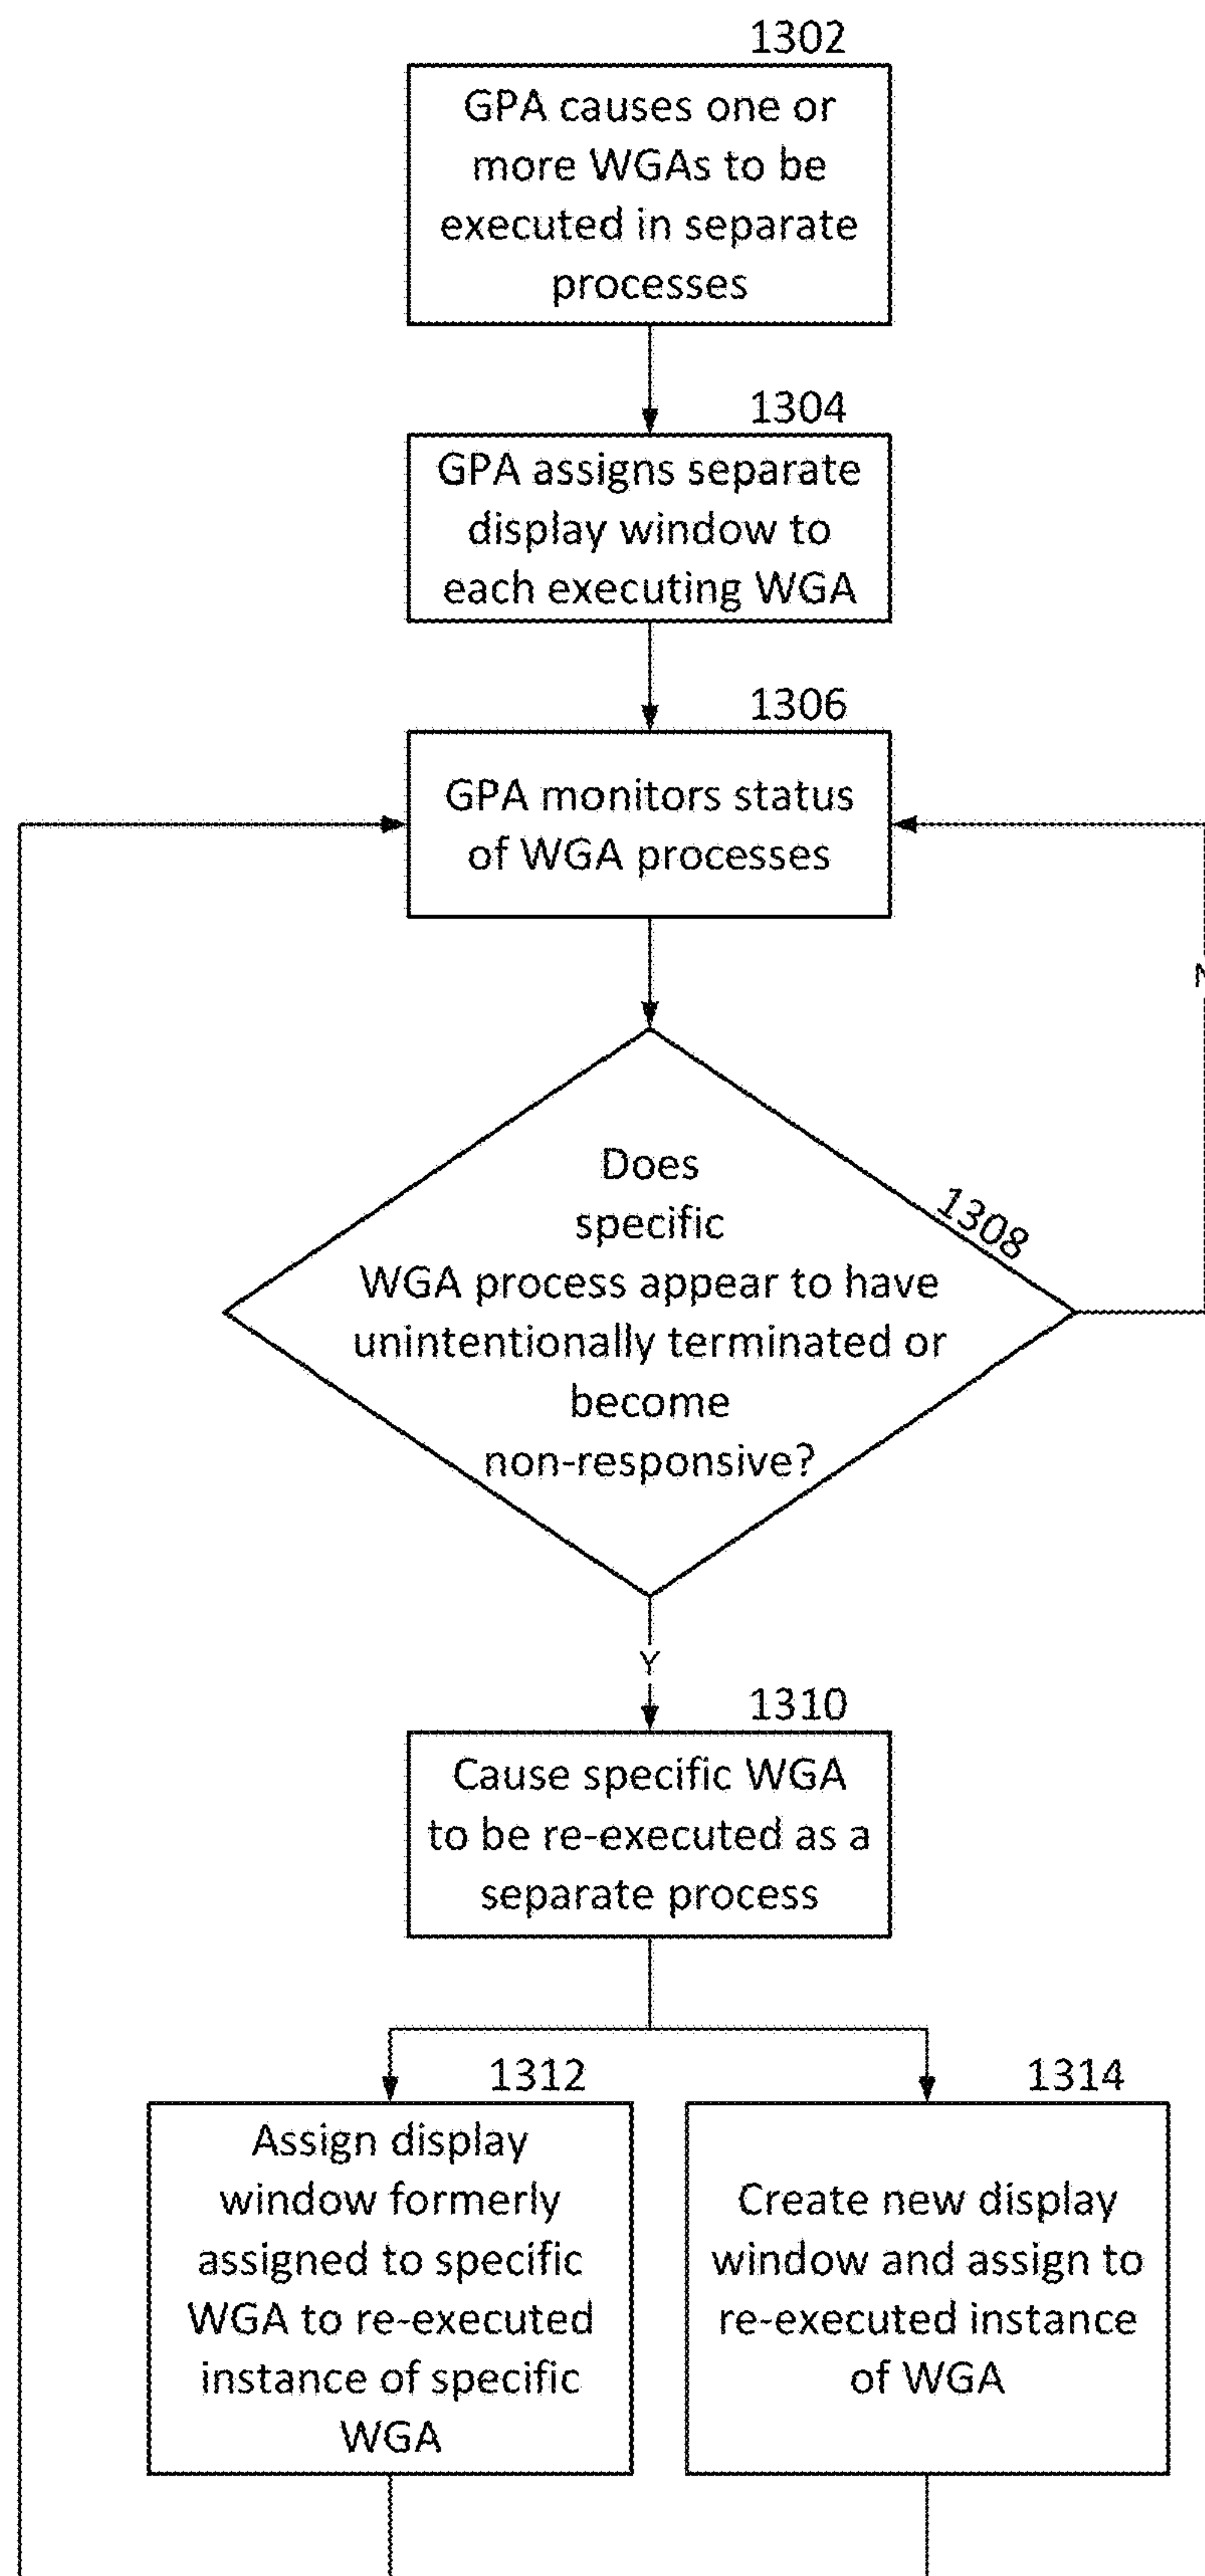 1302
GPA causes one or
more WGAs to be
executed in separate
processes
1304
GPA assigns separate
display window to
each executing WGA
1306
GPA monitors status
of WGA processes
N
Does
specific
WGA process appear to have
unintentionally terminated or
become
non-responsive?
1308
Y
1310
Cause specific WGA
to be re-executed as a
separate process
1312
Assign display
window formerly
assigned to specific
WGA to re-executed
instance of specific
WGA
1314
Create new display
window and assign to
re-executed instance
of WGA